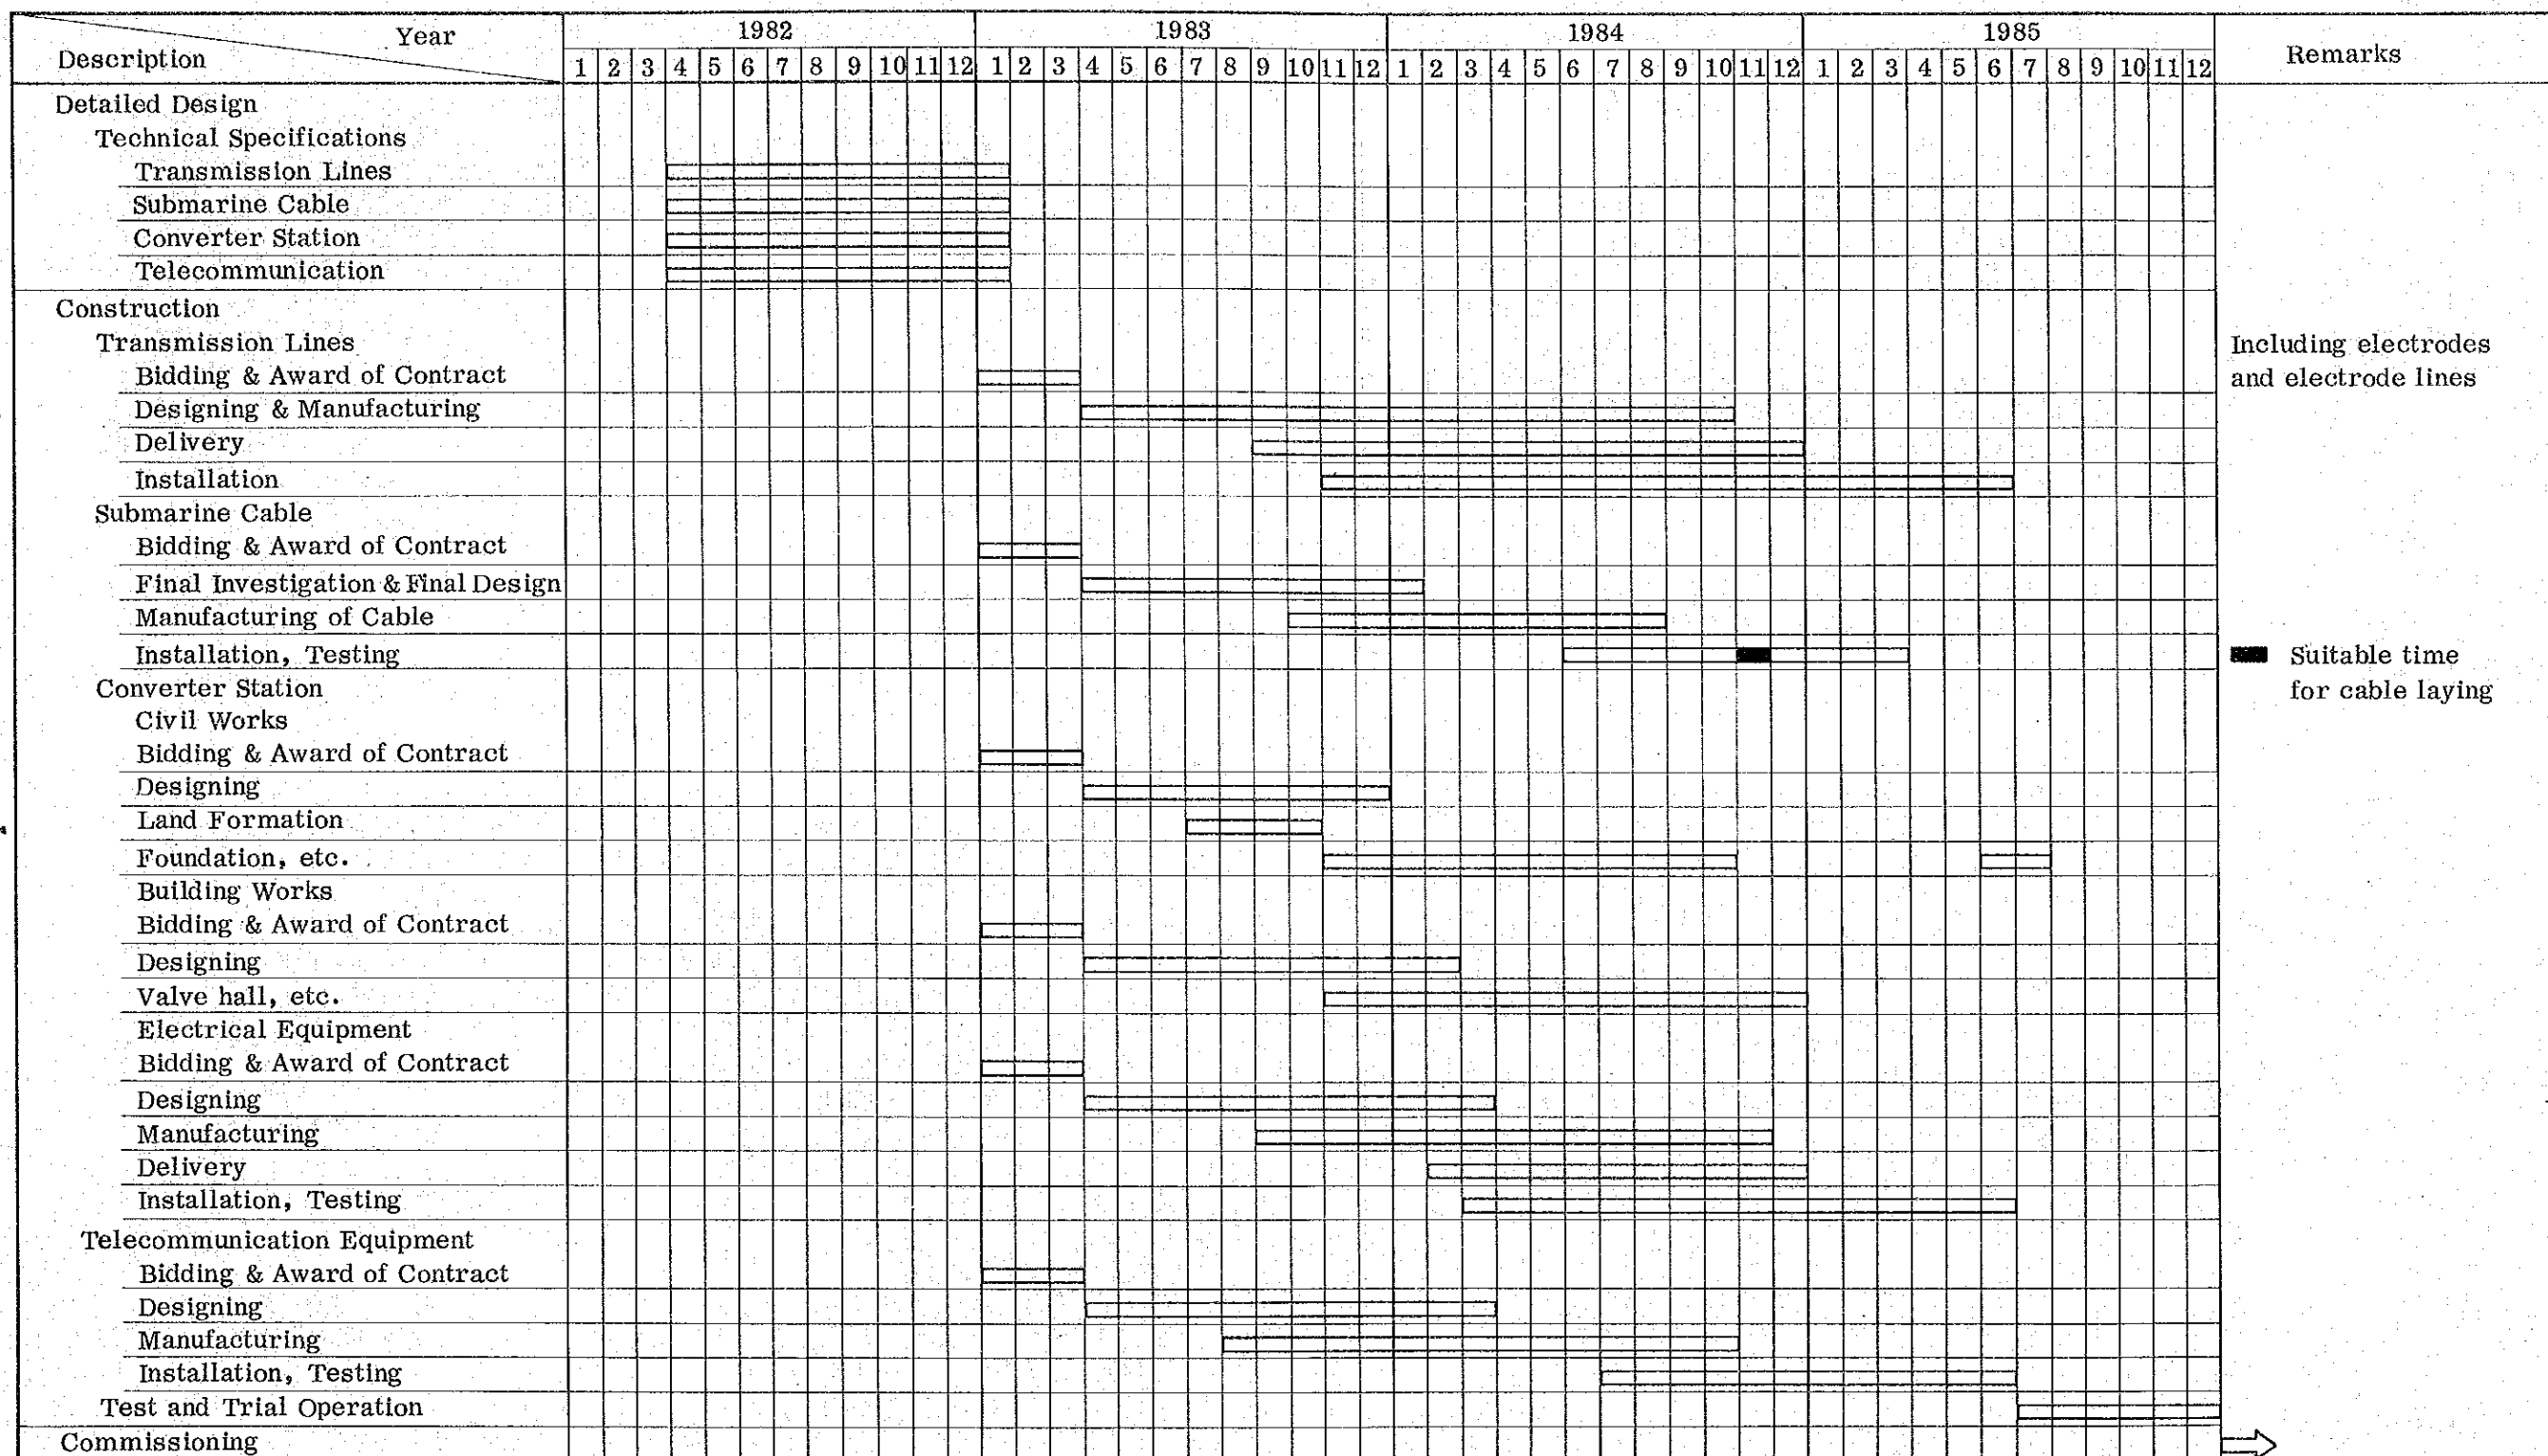 Year 1982 1983 1984 1985
Description 1 2 3 4 5 6 7 8 9 10 11 12 1 2 3 4 5 6 7 8 9 10 11 12 1 2 3 4 5 6 7 8 9 10 11 12 1 2 3 4 5 6 7 8 9 10 11 12 Remarks
Detailed Design
Technical Specifications
Transmission Lines
Submarine Cable
Converter Station
Telecommunication
Construction
Transmission Lines Including electrodes
Bidding & Award of Contract and electrode lines
Designing & Manufacturing
Delivery
Installation
Submarine Cable
Bidding & Award of Contract
Final Investigation & Final Design
Manufacturing of Cable
Installation, Testing Suitable time
Converter Station for cable laying
Civil Works
Bidding & Award of Contract
Designing
Land Formation
Foundation, etc.
Building Works
Bidding & Award of Contract
Designing
Valve hall, etc.
Electrical Equipment
Bidding & Award of Contract
Designing
Manufacturing
Delivery
Installation, Testing
Telecommunication Equipment
Bidding & Award of Contract
Designing
Manufacturing
Installation, Testing
Test and Trial Operation
Commissioning